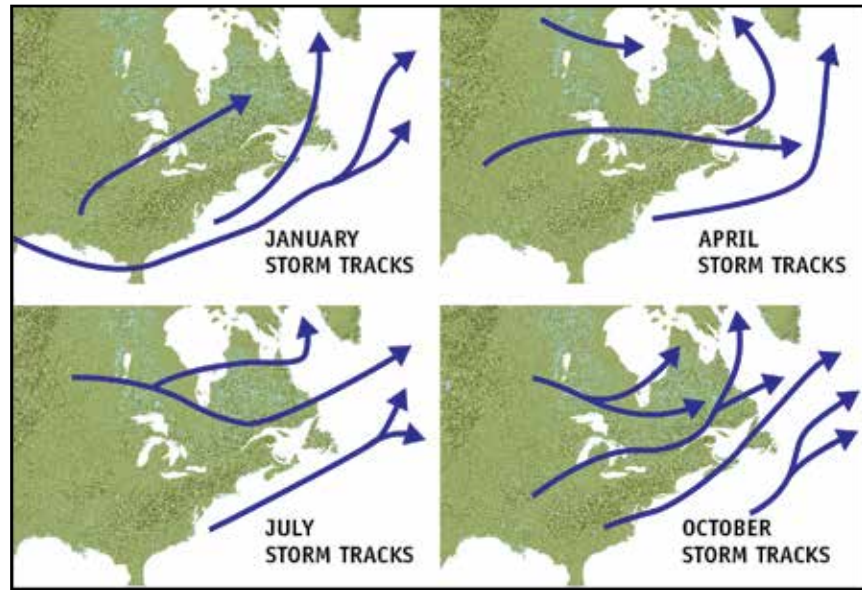 JANUARY
STORM TRACKS
APRIL
STORM TRACKS
JULY
STORM TRACKS
OCTOBER
STORM TRACKS